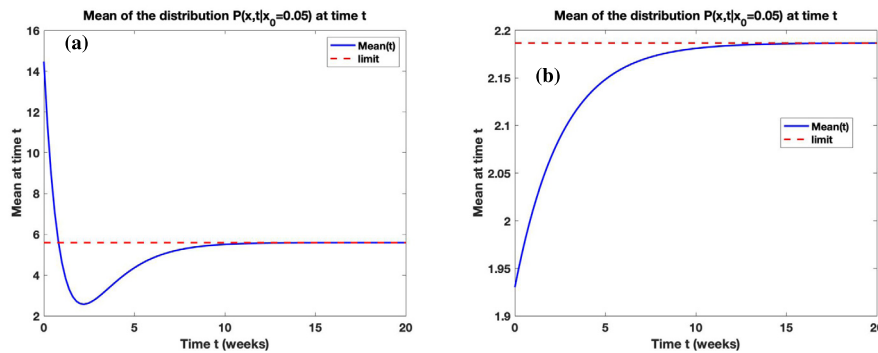 Mean of the distribution P(x,t|x0=0.05) at time t
(a)
Mean(t)
limit
16
14
12
10
8
6
4
2
Mean at time t
0
5
10
15
20
Time t (weeks)
Mean of the distribution P(x,t|x0=0.05) at time t
(b)
Mean(t)
limit
2.2
2.15
2.1
2.05
2
1.95
1.9
Mean at time t
0
5
10
15
20
Time t (weeks)